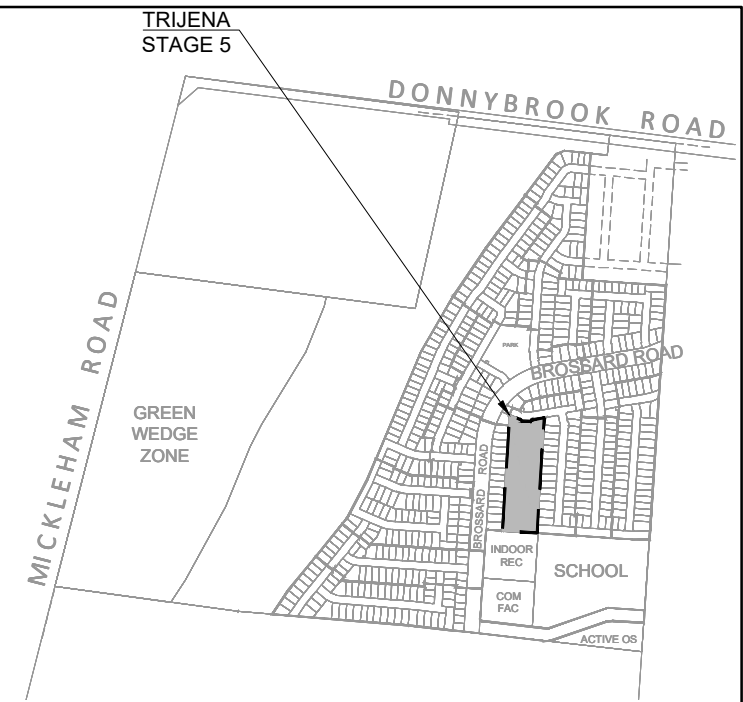 TRIJENA
STAGE 5
DONNYBROOK ROAD
MICKLEHAM ROAD
PARK
BROSSARD ROAD
GREEN
WEDGE
ZONE
BROSSARD ROAD
INDOOR
REC
SCHOOL
COM
FAC
ACTIVE OS